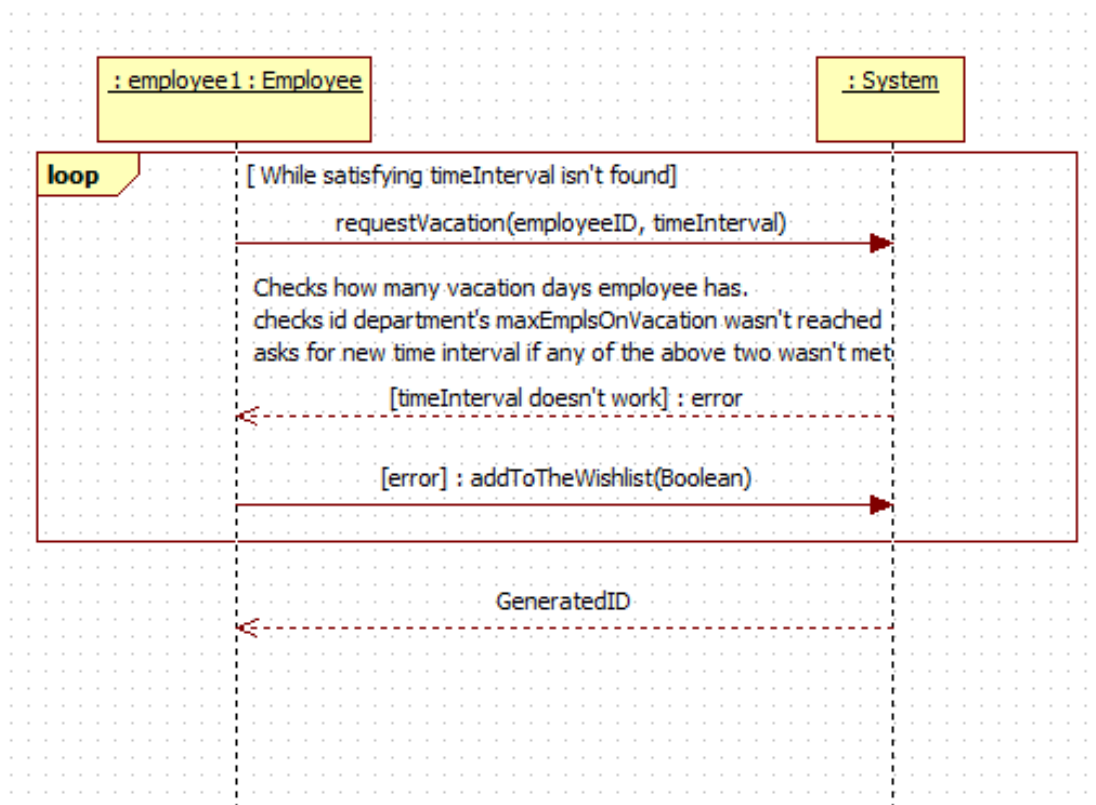 : employee1 : Employee
: System
loop
[ While satisfying timeInterval isn't found]
requestVacation(employeeID, timeInterval)
Checks how many vacation days employee has.
checks id department's maxEmplsOnVacation wasn't reached
asks for new time interval if any of the above two wasn't met
[timeInterval doesn't work] : error
[error] : addToTheWishlist(Boolean)
GeneratedID